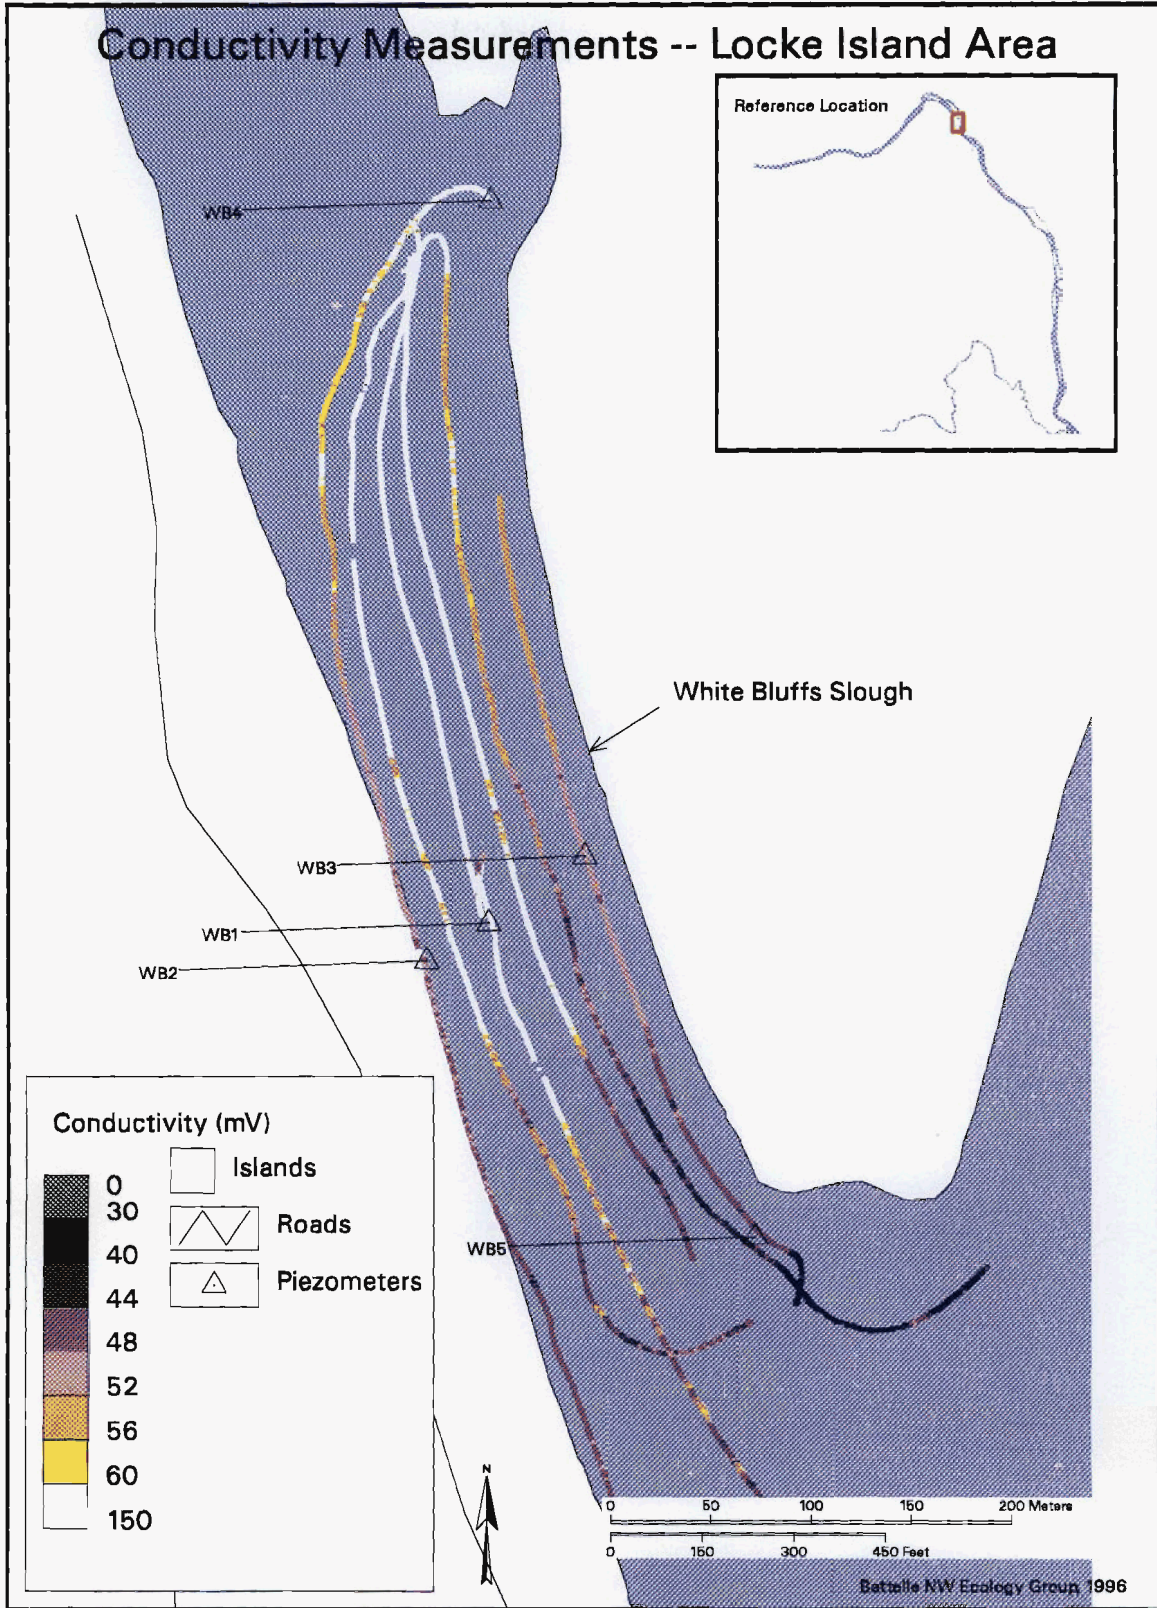 Conductivity Measurements -- Locke Island Area
Reference Location
WB4
White Bluffs Slough
WB3
WB1
WB2
WB5
Conductivity (mV)
0
30
40
44
48
52
56
60
150
Islands
Roads
Piezometers
N
0 50 100 150 200 Meters
0 150 300 450 Feet
Battelle NW Ecology Group, 1996